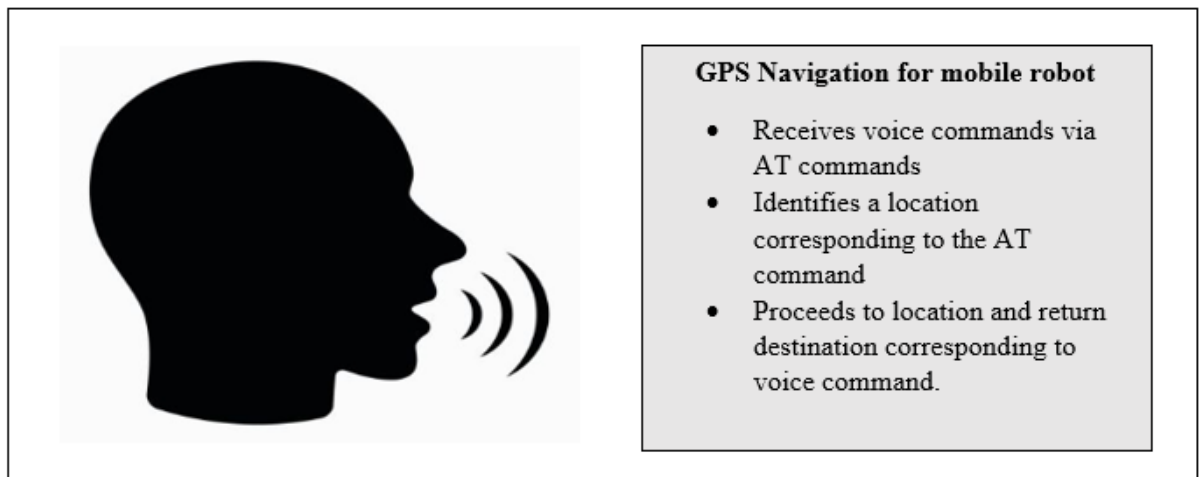 GPS Navigation for mobile robot
• Receives voice commands via
AT commands
• Identifies a location
corresponding to the AT
command
• Proceeds to location and return
destination corresponding to
voice command.